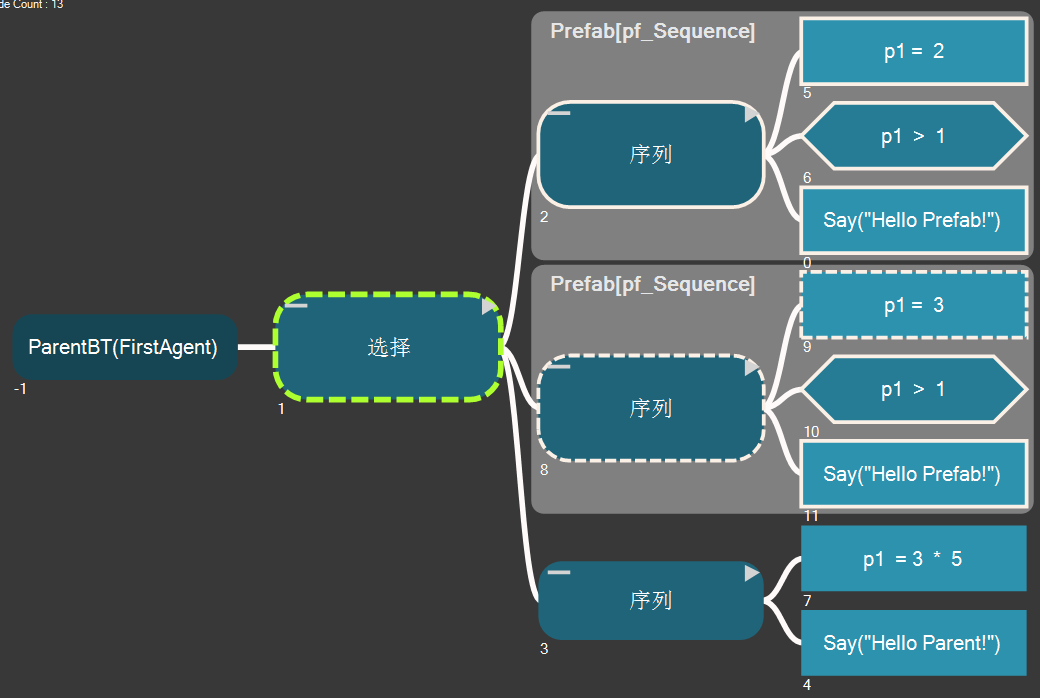 de Count : 13
Prefab[pf_Sequence]
p1 = 2
5
p1 > 1
6
序列
2
Say("Hello Prefab!")
0
Prefab[pf_Sequence]
p1 = 3
9
ParentBT(FirstAgent)
-1
选择
1
p1 > 1
10
序列
8
Say("Hello Prefab!")
11
p1 = 3 * 5
7
序列
3
Say("Hello Parent!")
4